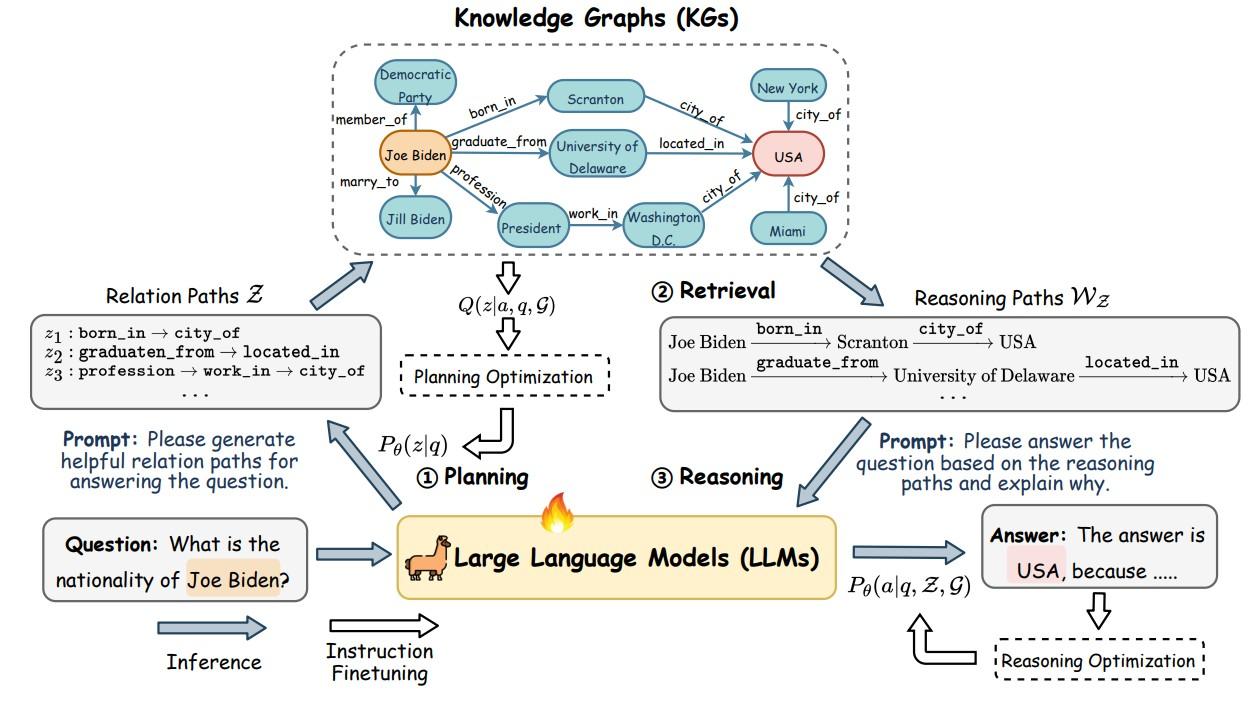 Knowledge Graphs (KGs)
Democratic
Party
member_of
Joe Biden
marry_to
Jill Biden
born_in
Scranton
city_of
graduate_from
University of
Delaware
located_in
profession
President
work_in
Washington
D.C.
city_of
New York
city_of
USA
city_of
Miami
Relation Paths 𝒵
z₁ : born_in → city_of
z₂ : graduaten_from → located_in
z₃ : profession → work_in → city_of
...
Q(z|a, q, 𝒢)
Planning Optimization
P_θ(z|q)
① Planning
② Retrieval
Reasoning Paths 𝒲_𝒵
Joe Biden born_in → Scranton city_of → USA
Joe Biden graduate_from → University of Delaware located_in → USA
...
Prompt: Please generate
helpful relation paths for
answering the question.
③ Reasoning
Prompt: Please answer the
question based on the reasoning
paths and explain why.
Question: What is the
nationality of Joe Biden?
Large Language Models (LLMs)
P_θ(a|q, 𝒵, 𝒢)
Answer: The answer is
USA, because .....
Reasoning Optimization
Inference
Instruction
Finetuning